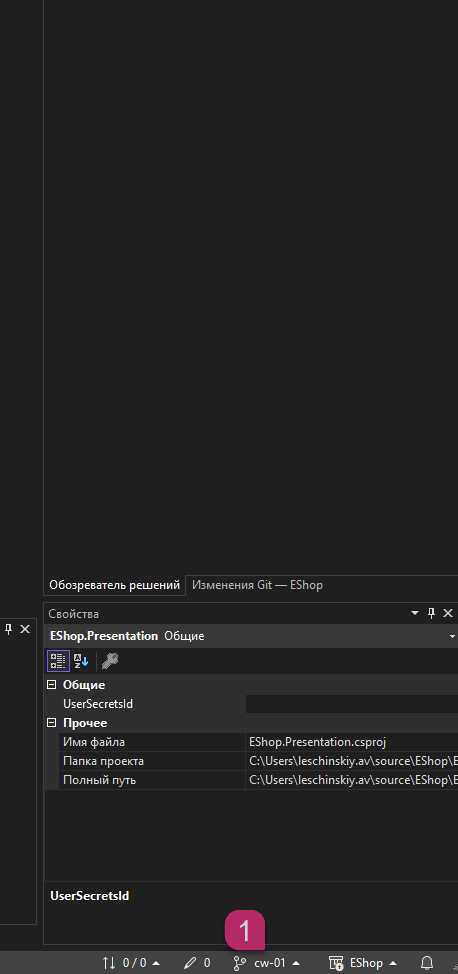 Обозреватель решений Изменения Git — EShop
Свойства
EShop.Presentation Общие
Общие
UserSecretsId
Прочее
Имя файла EShop.Presentation.csproj
Папка проекта C:\Users\leschinskiy.av\source\EShop\E
Полный путь C:\Users\leschinskiy.av\source\EShop\E
UserSecretsId
1
0 / 0 0 cw-01 EShop